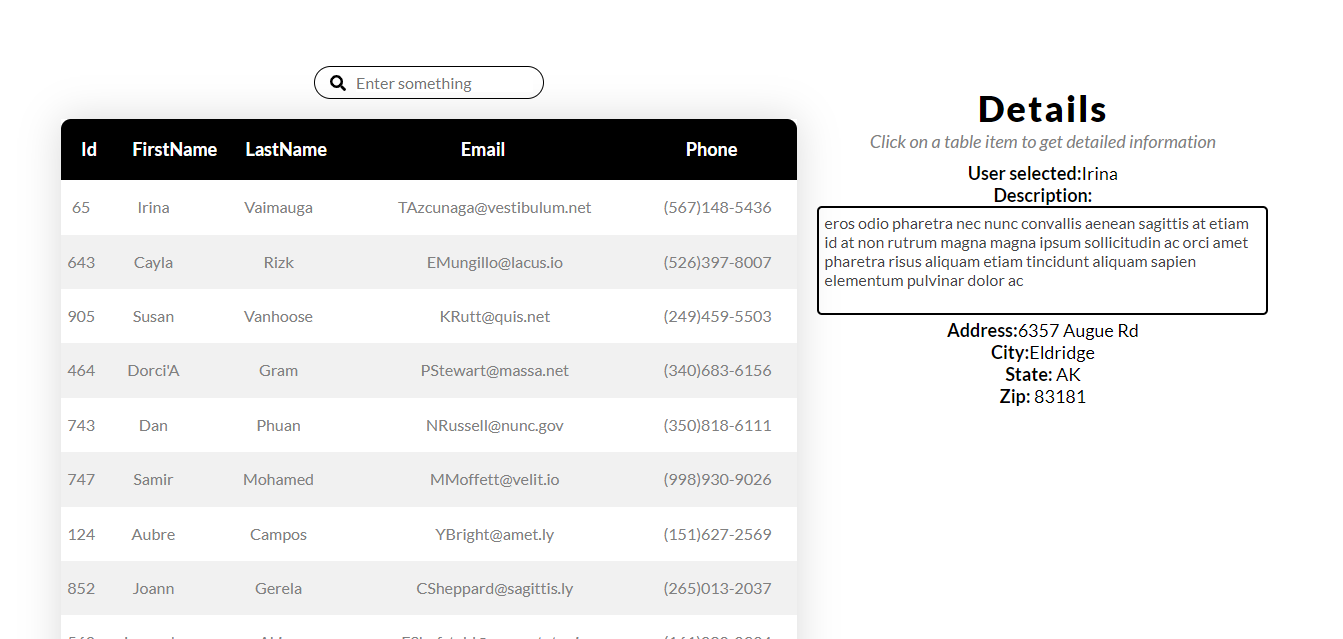 Enter something
Id FirstName LastName Email Phone
65 Irina Vaimauga TAzcunaga@vestibulum.net (567)148-5436
643 Cayla Rizk EMungillo@lacus.io (526)397-8007
905 Susan Vanhoose KRutt@quis.net (249)459-5503
464 Dorci'A Gram PStewart@massa.net (340)683-6156
743 Dan Phuan NRussell@nunc.gov (350)818-6111
747 Samir Mohamed MMoffett@velit.io (998)930-9026
124 Aubre Campos YBright@amet.ly (151)627-2569
852 Joann Gerela CSheppard@sagittis.ly (265)013-2037
Details
Click on a table item to get detailed information
User selected:Irina
Description:
eros odio pharetra nec nunc convallis aenean sagittis at etiam
id at non rutrum magna magna ipsum sollicitudin ac orci amet
pharetra risus aliquam etiam tincidunt aliquam sapien
elementum pulvinar dolor ac
Address:6357 Augue Rd
City:Eldridge
State: AK
Zip: 83181